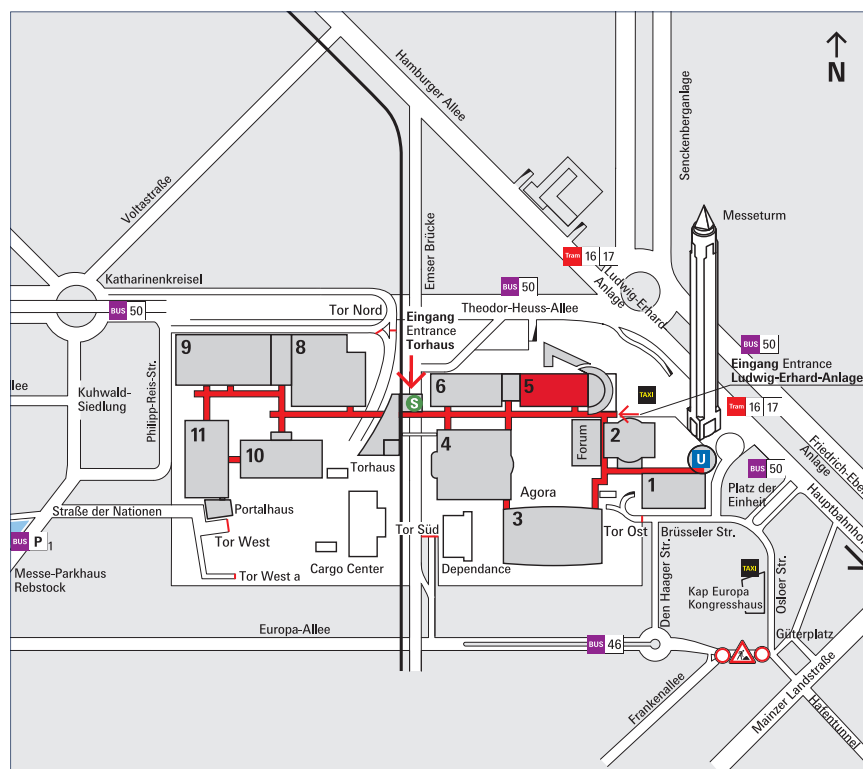 Hamburger Allee
Senckenberganlage
N
Voltastraße
Messeturm
Emser Brücke
Tram 16 17
Ludwig-Erhard
Anlage
Katharinenkreisel
BUS 50
BUS 50
Theodor-Heuss-Allee
Tor Nord
Eingang
Entrance
Torhaus
BUS 50
Eingang Entrance
Ludwig-Erhard-Anlage
9
8
6
5
S
TAXI
Tram 16 17
llee
Kuhwald-
Siedlung
Philipp-Reis-Str.
11
10
4
Forum
2
U
Friedrich-Ebe
Anlage
Torhaus
BUS 50
Platz der
Einheit
Hauptbahnho
1
Agora
3
Portalhaus
Straße der Nationen
Tor West
Tor Süd
Tor Ost
Brüsseler Str.
BUS P 1
Messe-Parkhaus
Rebstock
Tor West a
Cargo Center
Dependance
Den Haager Str.
TAXI
Kap Europa
Kongresshaus
Osloer Str.
Europa-Allee
BUS 46
Güterplatz
Frankenallee
Mainzer Landstraße
Hafentunnel